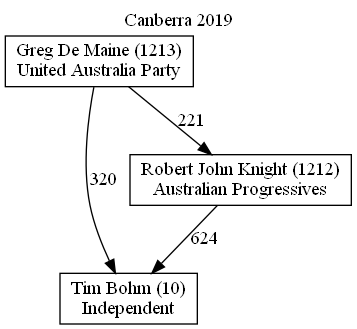 Canberra 2019
Greg De Maine (1213)
United Australia Party
221
Robert John Knight (1212)
Australian Progressives
320
624
Tim Bohm (10)
Independent